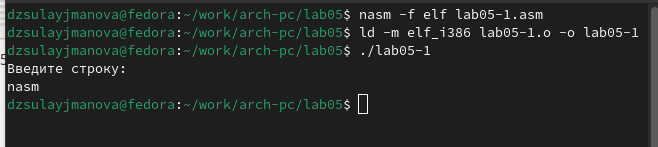 dzsulayjmanova@fedora:~/work/arch-pc/lab05$ nasm -f elf lab05-1.asm
dzsulayjmanova@fedora:~/work/arch-pc/lab05$ ld -m elf_i386 lab05-1.o -o lab05-1
dzsulayjmanova@fedora:~/work/arch-pc/lab05$ ./lab05-1
Введите строку:
nasm
dzsulayjmanova@fedora:~/work/arch-pc/lab05$